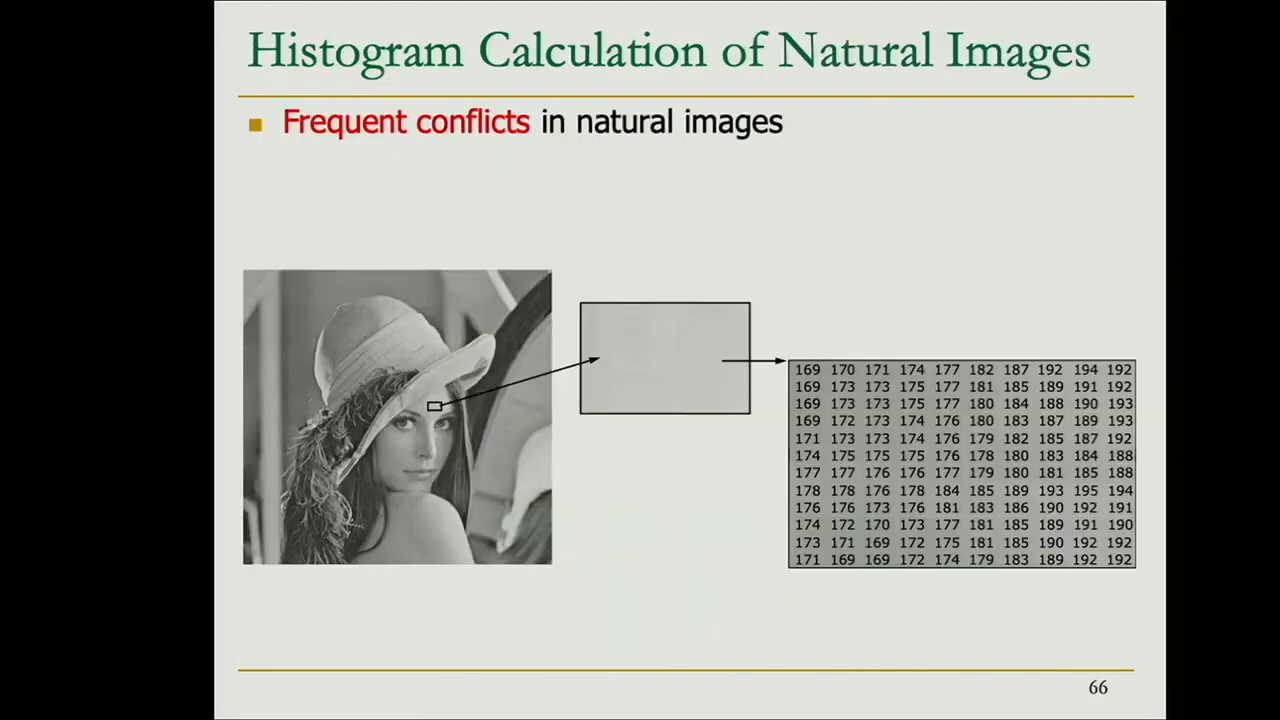 Histogram Calculation of Natural Images
Frequent conflicts in natural images
169 170 171 174 177 182 187 192 194 192
169 173 173 175 177 181 185 189 191 192
169 173 173 175 177 180 184 188 190 193
169 172 173 174 176 180 183 187 189 193
171 173 173 174 176 179 182 185 187 192
174 175 175 175 176 178 180 183 184 188
177 177 176 176 177 179 180 181 185 188
178 178 176 178 184 185 189 193 195 194
176 176 173 176 181 183 186 190 192 191
174 172 170 173 177 181 185 189 191 190
173 171 169 172 175 181 185 190 192 192
171 169 169 172 174 179 183 189 192 192
66